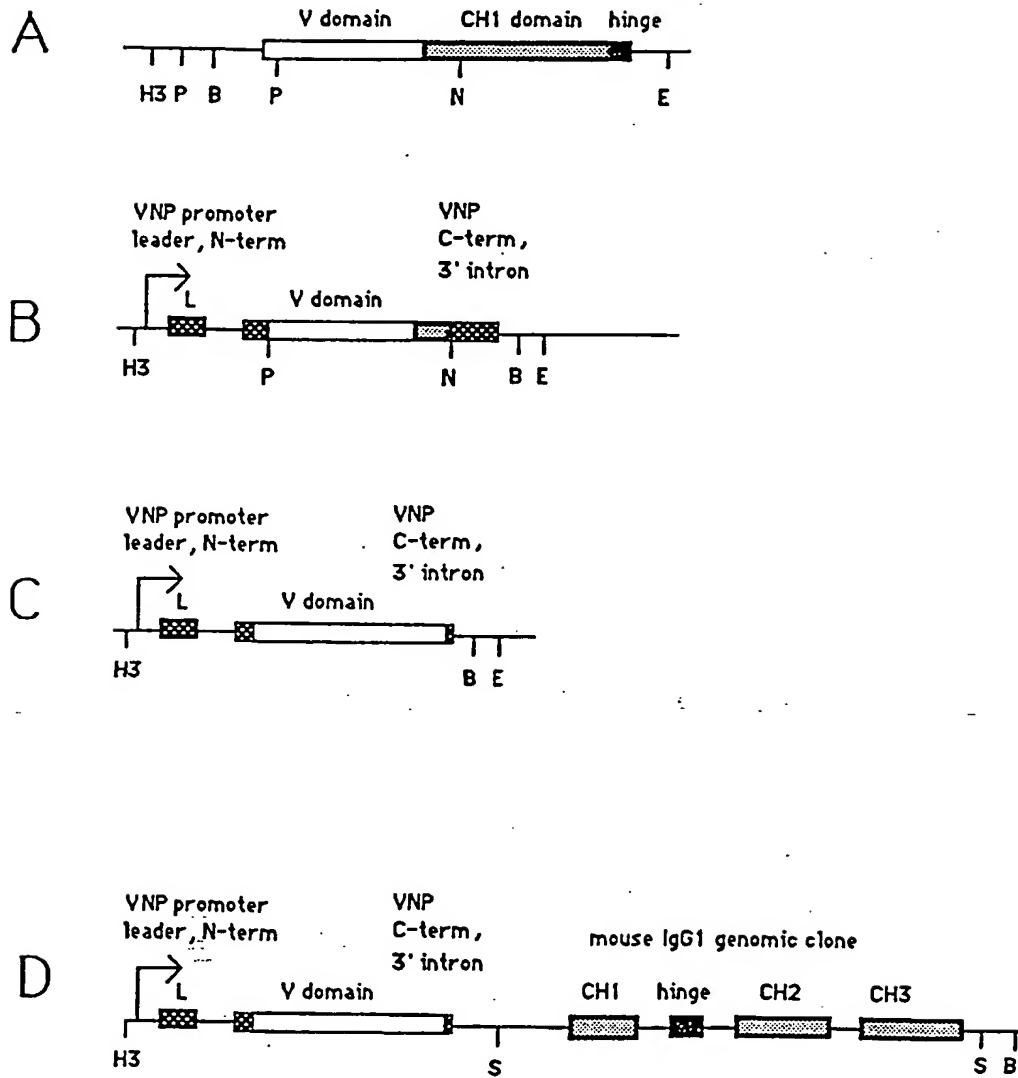 A
V domain CH1 domain hinge
H3 P B P N E
VNP promoter
leader, N-term
VNP
C-term,
3' intron
B
L
V domain
H3 P N B E
VNP promoter
leader, N-term
VNP
C-term,
3' intron
C
L
V domain
H3 B E
VNP promoter
leader, N-term
VNP
C-term,
3' intron
mouse IgG1 genomic clone
D
L
V domain
CH1 hinge CH2 CH3
H3 S S B